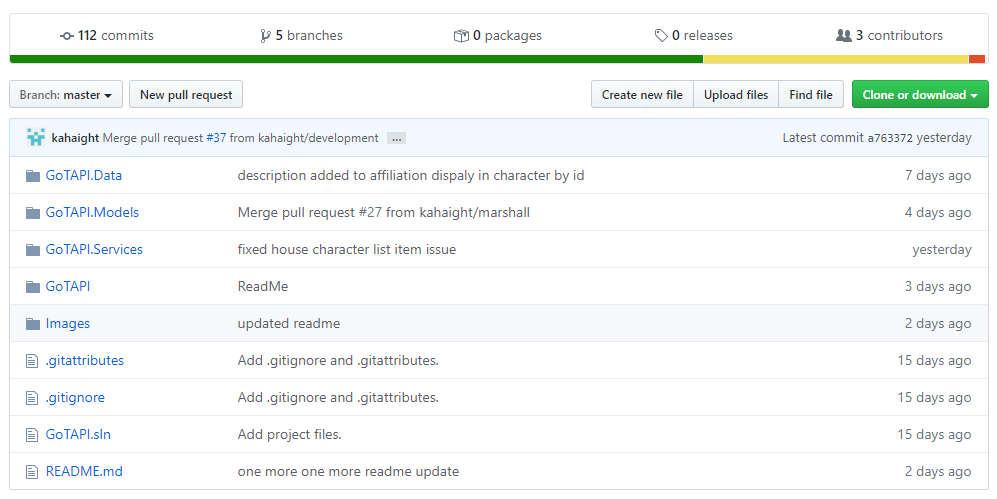 112 commits 5 branches 0 packages 0 releases 3 contributors
Branch: master New pull request Create new file Upload files Find file Clone or download
kahaight Merge pull request #37 from kahaight/development ... Latest commit a763372 yesterday
GoTAPI.Data description added to affiliation dispaly in character by id 7 days ago
GoTAPI.Models Merge pull request #27 from kahaight/marshall 4 days ago
GoTAPI.Services fixed house character list item issue yesterday
GoTAPI ReadMe 3 days ago
Images updated readme 2 days ago
.gitattributes Add .gitignore and .gitattributes. 15 days ago
.gitignore Add .gitignore and .gitattributes. 15 days ago
GoTAPI.sln Add project files. 15 days ago
README.md one more one more readme update 2 days ago